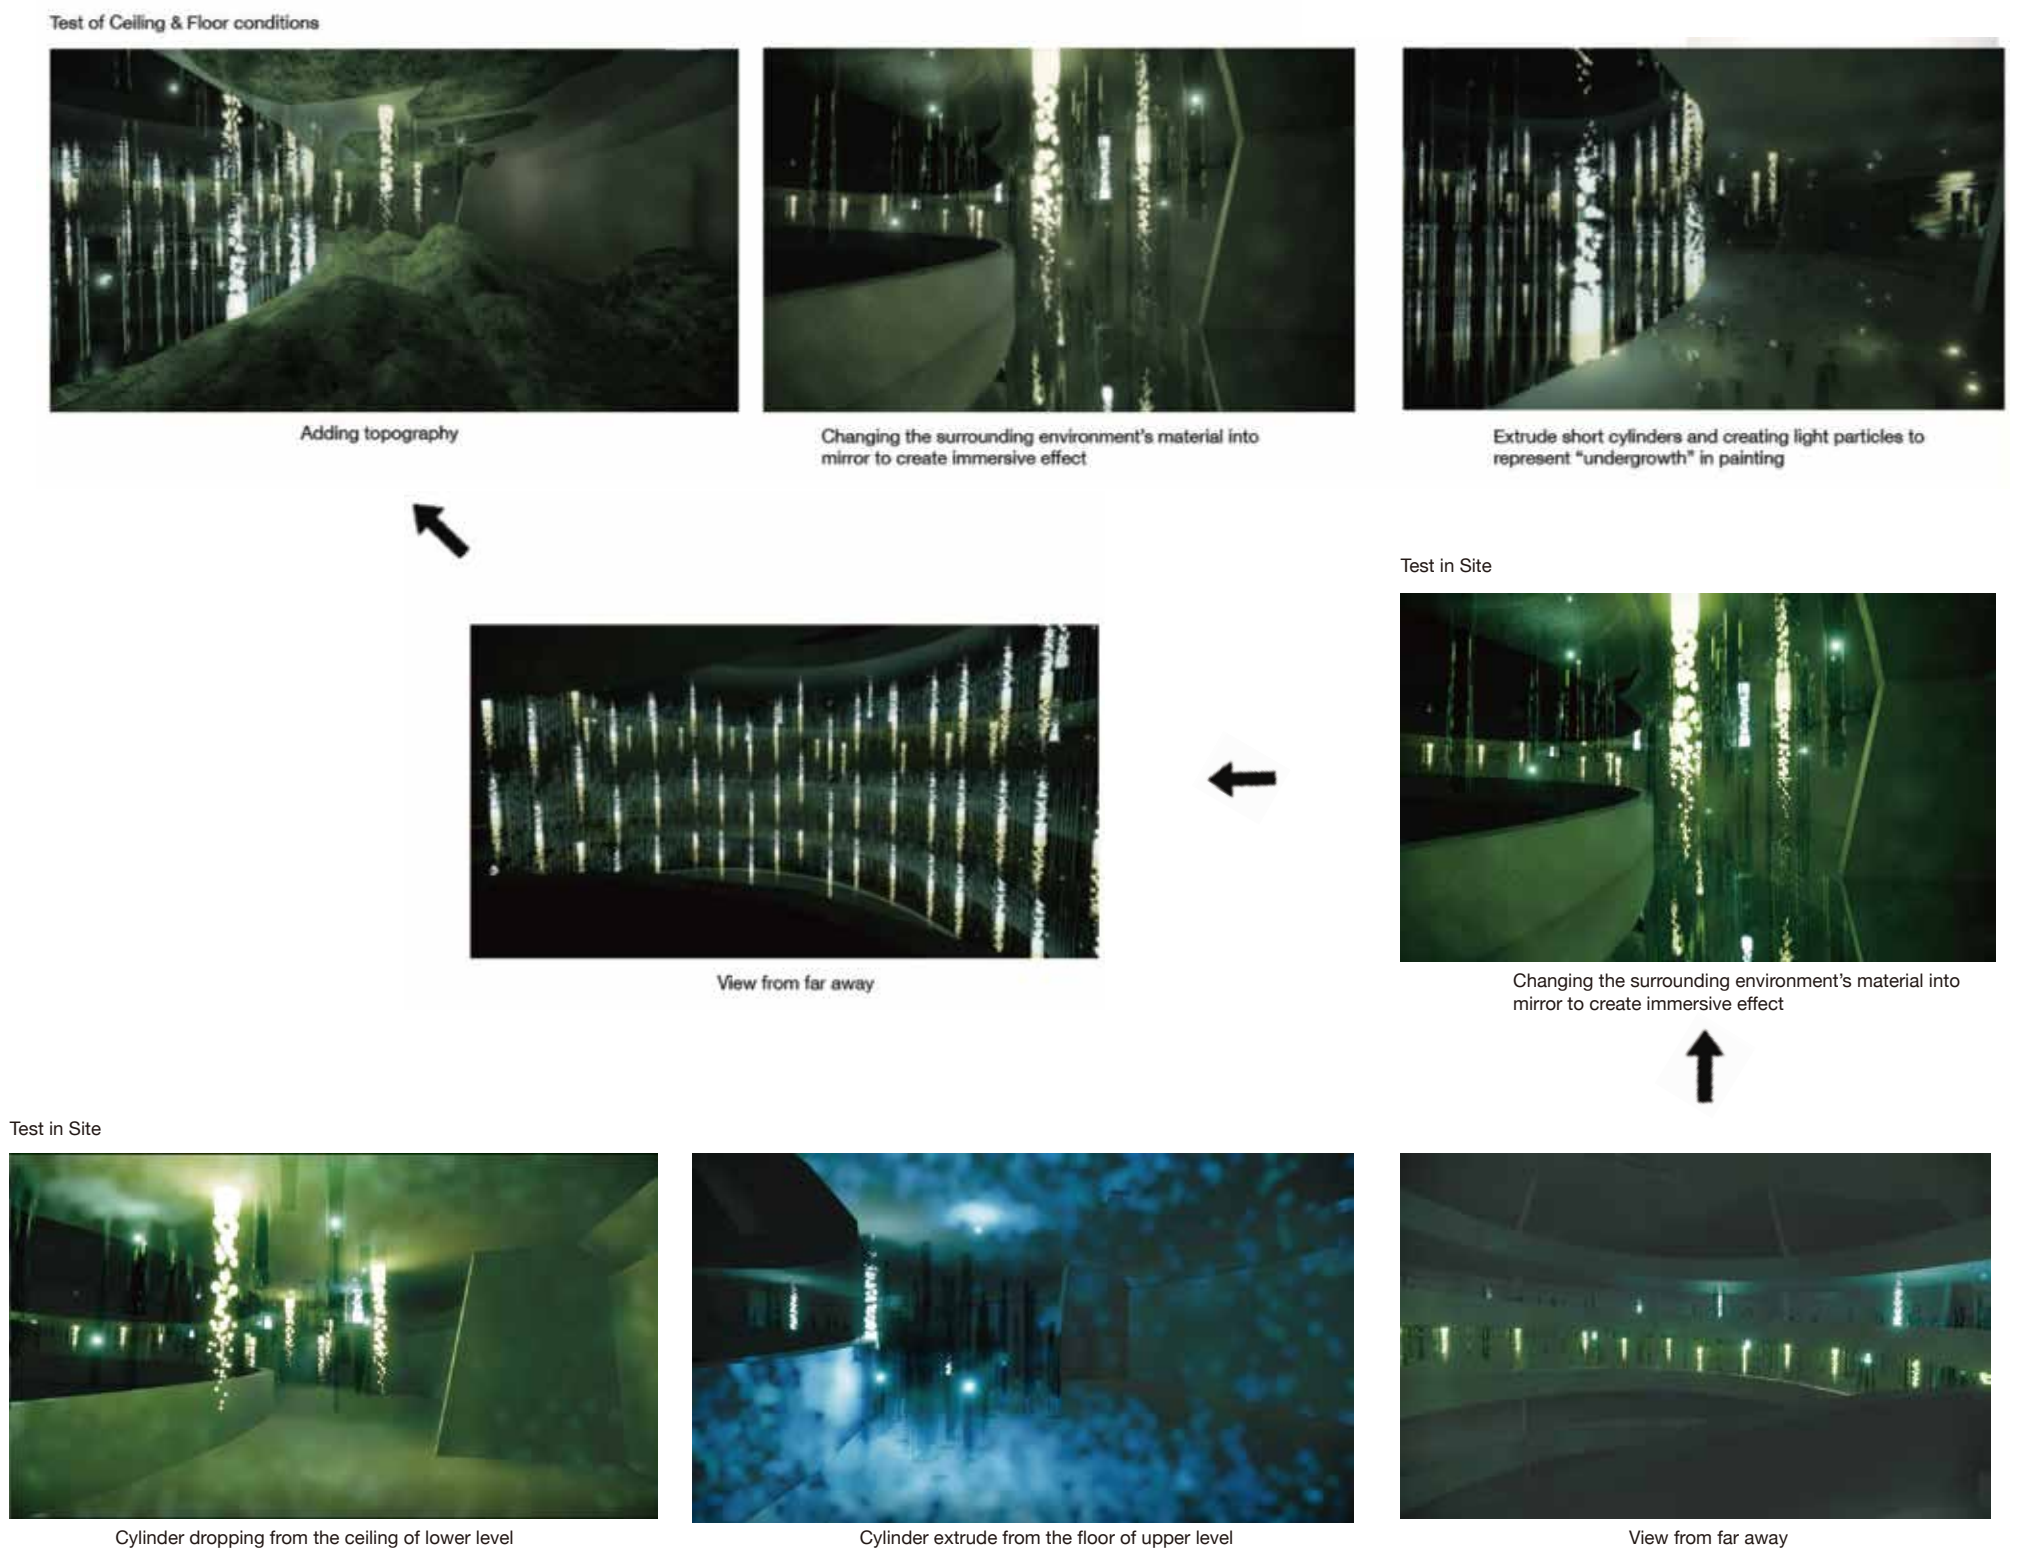 Test of Ceiling & Floor conditions
Adding topography
Changing the surrounding environment's material into
mirror to create immersive effect
Extrude short cylinders and creating light particles to
represent “undergrowth” in painting
Test in Site
View from far away
Changing the surrounding environment's material into
mirror to create immersive effect
Test in Site
Cylinder dropping from the ceiling of lower level
Cylinder extrude from the floor of upper level
View from far away